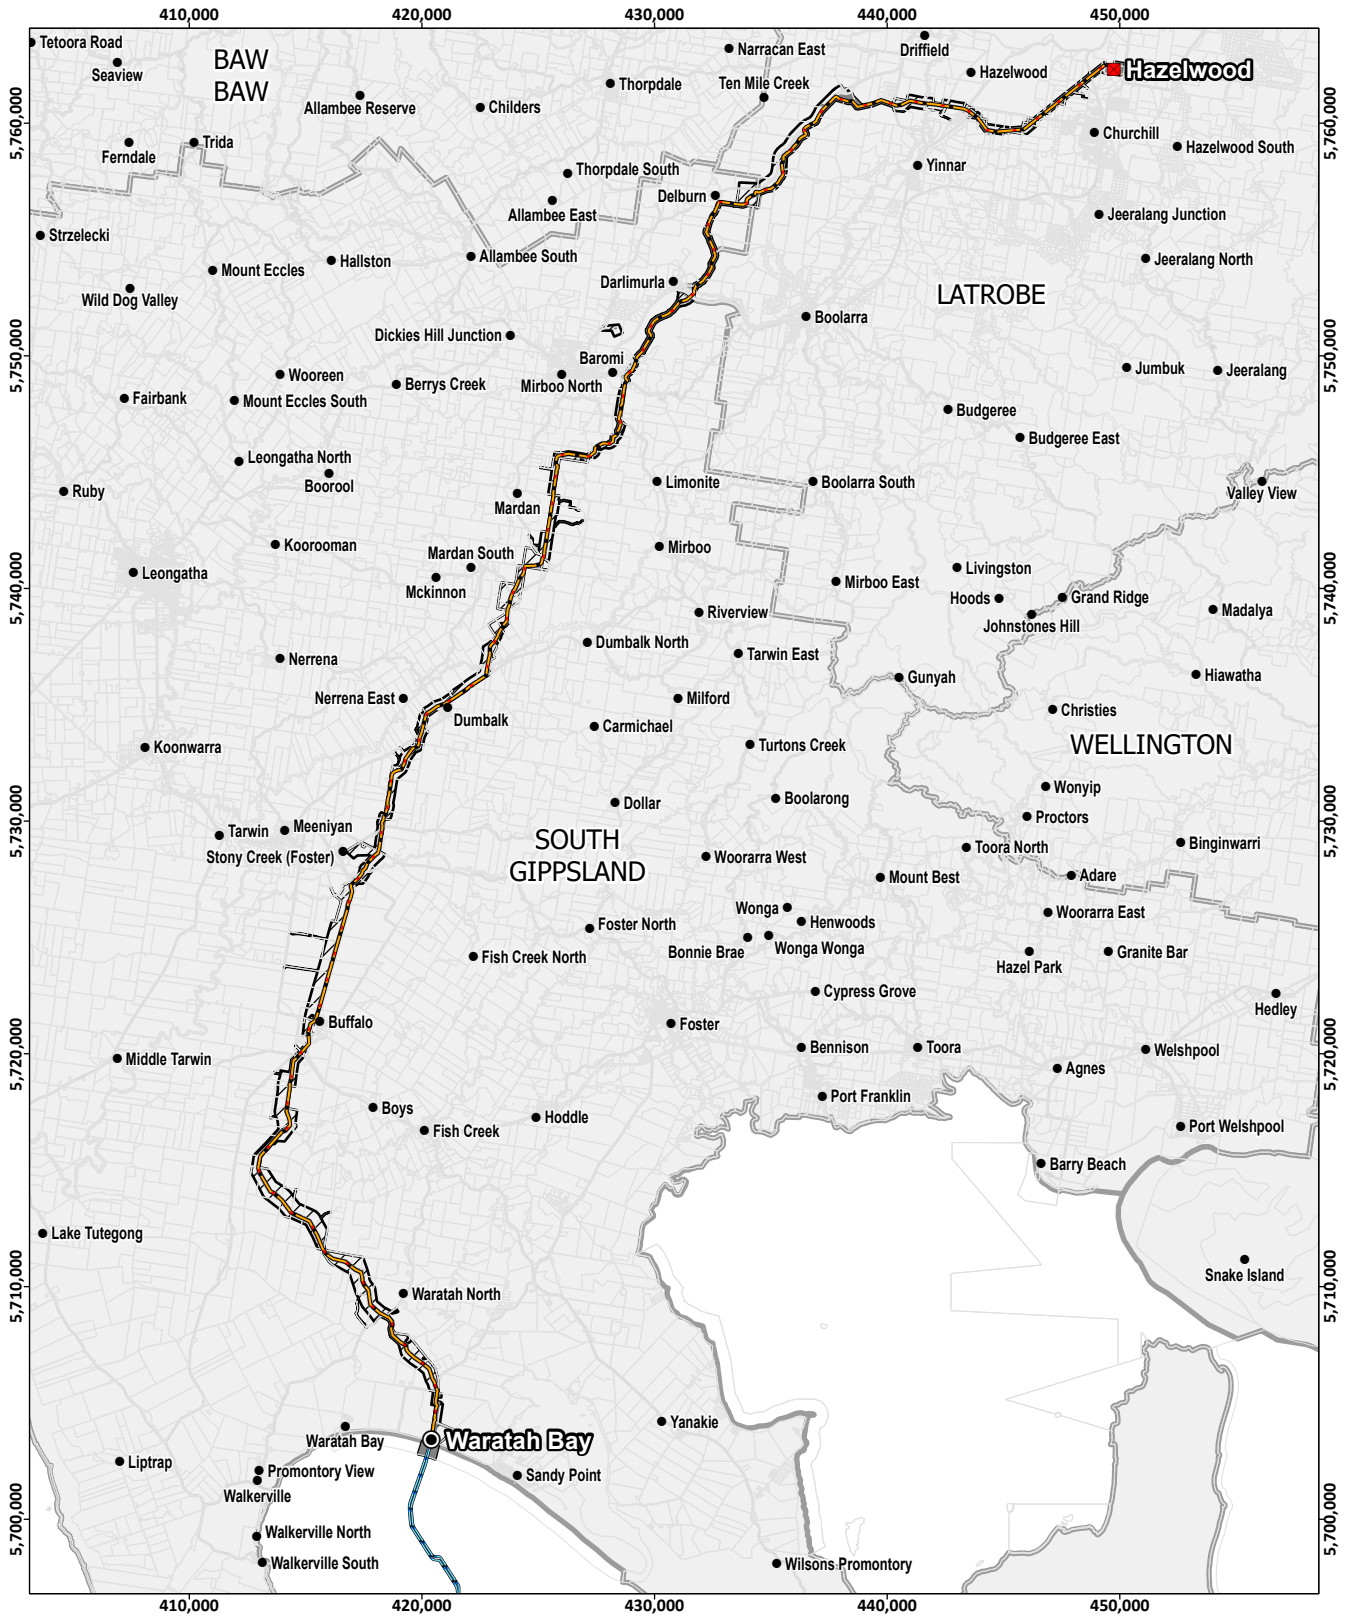 410,000 420,000 430,000 440,000 450,000
Tetoora Road
BAW
BAW
Seaview
Narracan East
Driffield
Hazelwood
Hazelwood
Ten Mile Creek
Thorpdale
Allambee Reserve
Childers
5,760,000
5,760,000
Churchill
Ferndale
Trida
Hazelwood South
Yinnar
Thorpdale South
Delburn
Allambee East
Jeeralang Junction
Strzelecki
Allambee South
Jeeralang North
Hallston
Mount Eccles
Darlimurla
Wild Dog Valley
LATROBE
Boolarra
Dickies Hill Junction
5,750,000
5,750,000
Baromi
Mirboo North
Wooreen
Berrys Creek
Jumbuk
Jeeralang
Fairbank
Mount Eccles South
Budgeree
Budgeree East
Leongatha North
Boorool
Limonite
Boolarra South
Ruby
Valley View
Mardan
Koorooman
Mardan South
Mirboo
Leongatha
Mckinnon
Livingston
Mirboo East
5,740,000
5,740,000
Hoods
Grand Ridge
Johnstones Hill
Madalya
Riverview
Dumbalk North
Tarwin East
Nerrena
Gunyah
Hiawatha
Nerrena East
Milford
Dumbalk
Christies
Carmichael
Koonwarra
Turtons Creek
WELLINGTON
Wonyip
Dollar
Boolarong
5,730,000
5,730,000
Proctors
Tarwin
Meeniyan
SOUTH
GIPPSLAND
Stony Creek (Foster)
Woorarra West
Toora North
Binginwarri
Mount Best
Adare
Wonga
Henwoods
Woorarra East
Foster North
Bonnie Brae
Wonga Wonga
Fish Creek North
Hazel Park
Granite Bar
Cypress Grove
Hedley
Buffalo
Foster
5,720,000
5,720,000
Bennison
Toora
Welshpool
Middle Tarwin
Agnes
Port Franklin
Boys
Hoddle
Fish Creek
Port Welshpool
Barry Beach
Lake Tutegong
Snake Island
5,710,000
5,710,000
Waratah North
Yanakie
Waratah Bay
Waratah Bay
Liptrap
Promontory View
Sandy Point
Walkerville
5,700,000
5,700,000
Walkerville North
Walkerville South
Wilsons Promontory
410,000 420,000 430,000 440,000 450,000